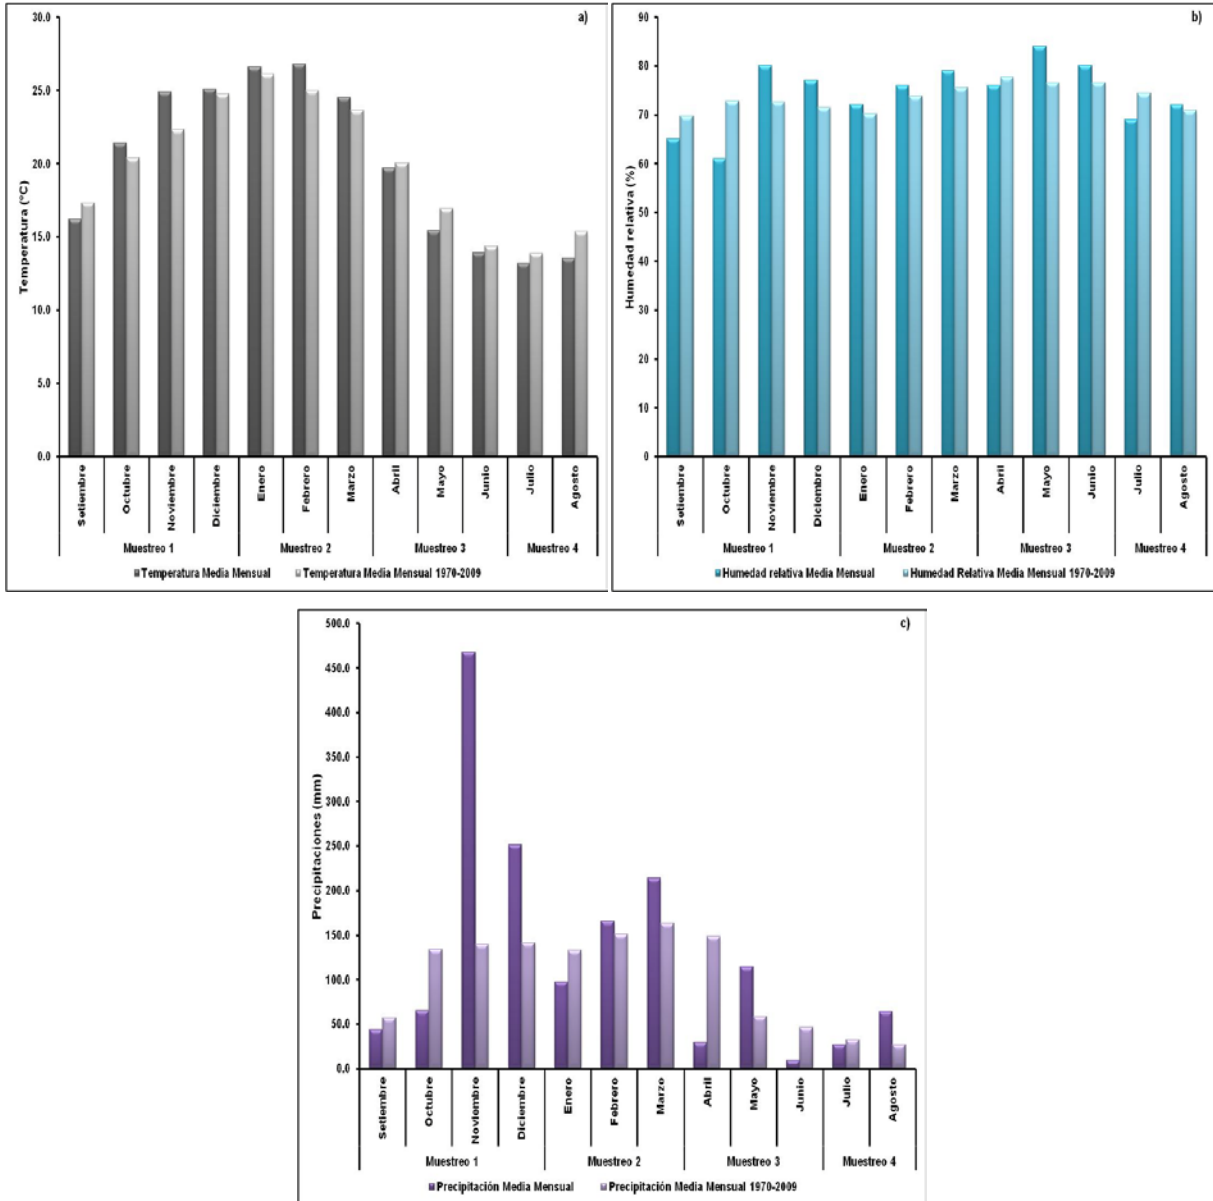 a)
30.0
25.0
20.0
15.0
10.0
5.0
0.0
Temperatura (°C)
Setiembre
Octubre
Noviembre
Diciembre
Enero
Febrero
Marzo
Abril
Mayo
Junio
Julio
Agosto
Muestreo 1 Muestreo 2 Muestreo 3 Muestreo 4
Temperatura Media Mensual Temperatura Media Mensual 1970-2009
b)
90
80
70
60
50
40
30
20
10
0
Humedad relativa (%)
Setiembre
Octubre
Noviembre
Diciembre
Enero
Febrero
Marzo
Abril
Mayo
Junio
Julio
Agosto
Muestreo 1 Muestreo 2 Muestreo 3 Muestreo 4
Humedad relativa Media Mensual Humedad Relativa Media Mensual 1970-2009
c)
500.0
450.0
400.0
350.0
300.0
250.0
200.0
150.0
100.0
50.0
0.0
Precipitaciones (mm)
Setiembre
Octubre
Noviembre
Diciembre
Enero
Febrero
Marzo
Abril
Mayo
Junio
Julio
Agosto
Muestreo 1 Muestreo 2 Muestreo 3 Muestreo 4
Precipitación Media Mensual Precipitación Media Mensual 1970-2009